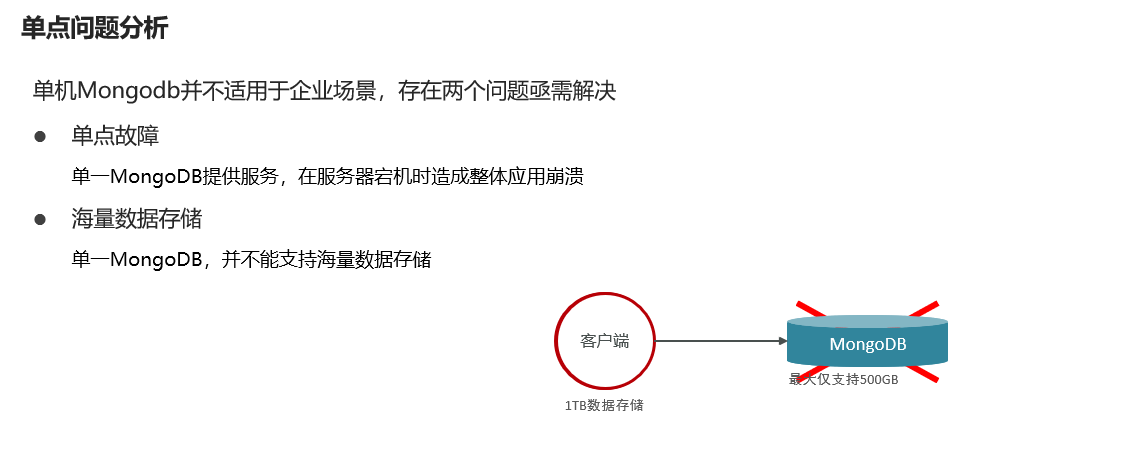 单点问题分析
单机Mongodb并不适用于企业场景，存在两个问题亟需解决
● 单点故障
单一MongoDB提供服务，在服务器宕机时造成整体应用崩溃
● 海量数据存储
单一MongoDB，并不能支持海量数据存储
客户端
MongoDB
最大仅支持500GB
1TB数据存储